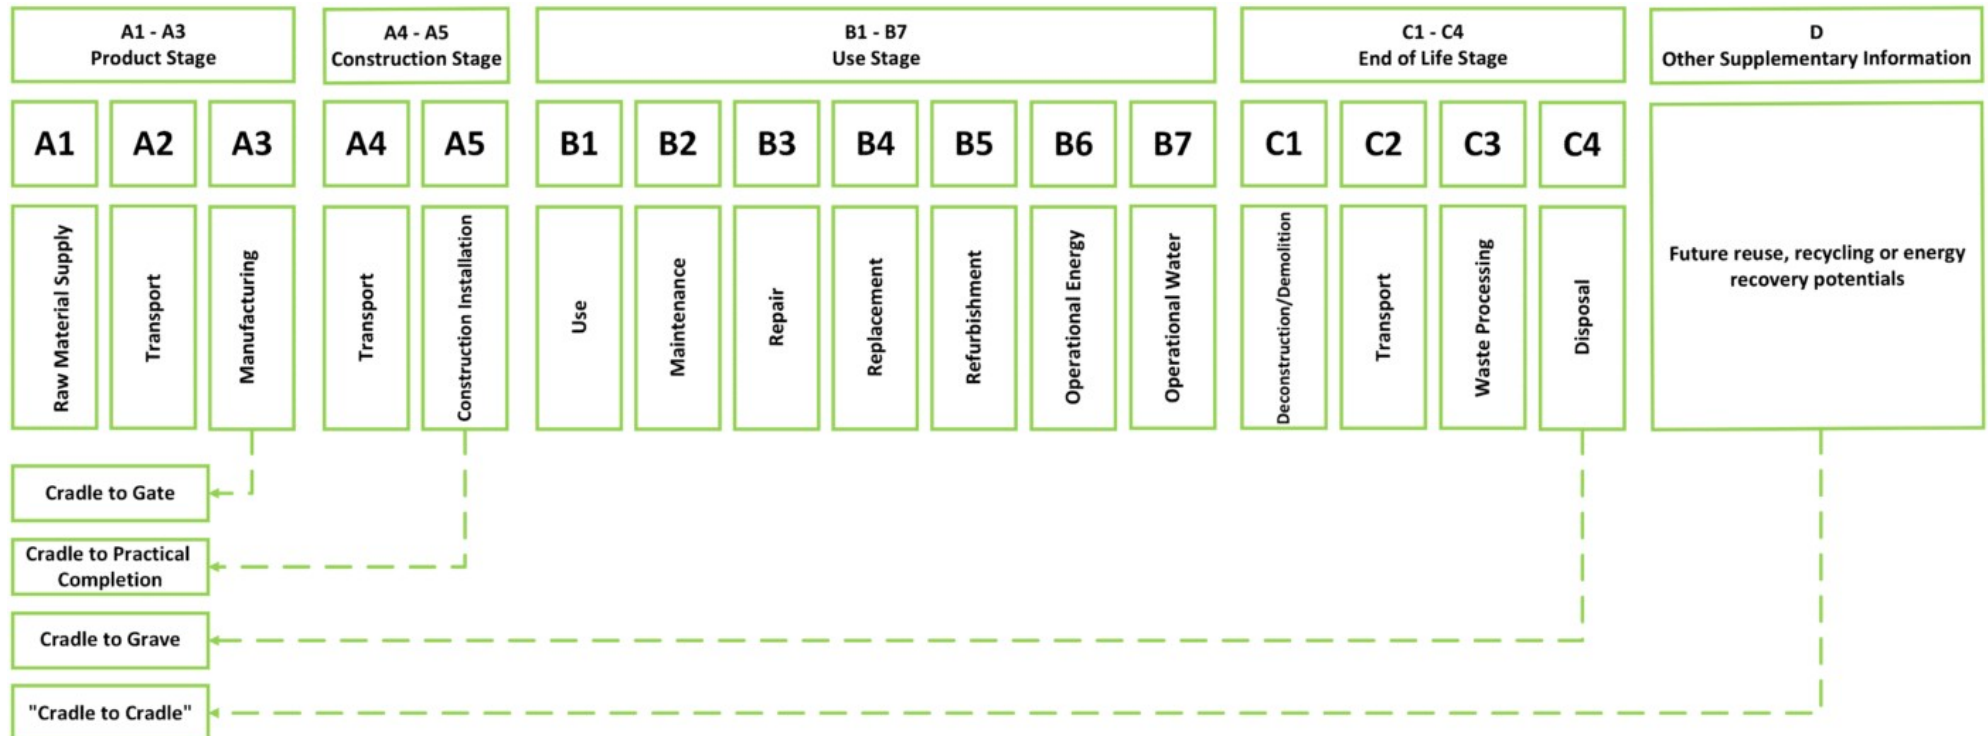 A1 - A3
Product Stage
A4 - A5
Construction Stage
B1 - B7
Use Stage
C1 - C4
End of Life Stage
D
Other Supplementary Information
A1
A2
A3
A4
A5
B1
B2
B3
B4
B5
B6
B7
C1
C2
C3
C4
Raw Material Supply
Transport
Manufacturing
Transport
Construction Installation
Use
Maintenance
Repair
Replacement
Refurbishment
Operational Energy
Operational Water
Deconstruction/Demolition
Transport
Waste Processing
Disposal
Future reuse, recycling or energy
recovery potentials
Cradle to Gate
Cradle to Practical
Completion
Cradle to Grave
"Cradle to Cradle"